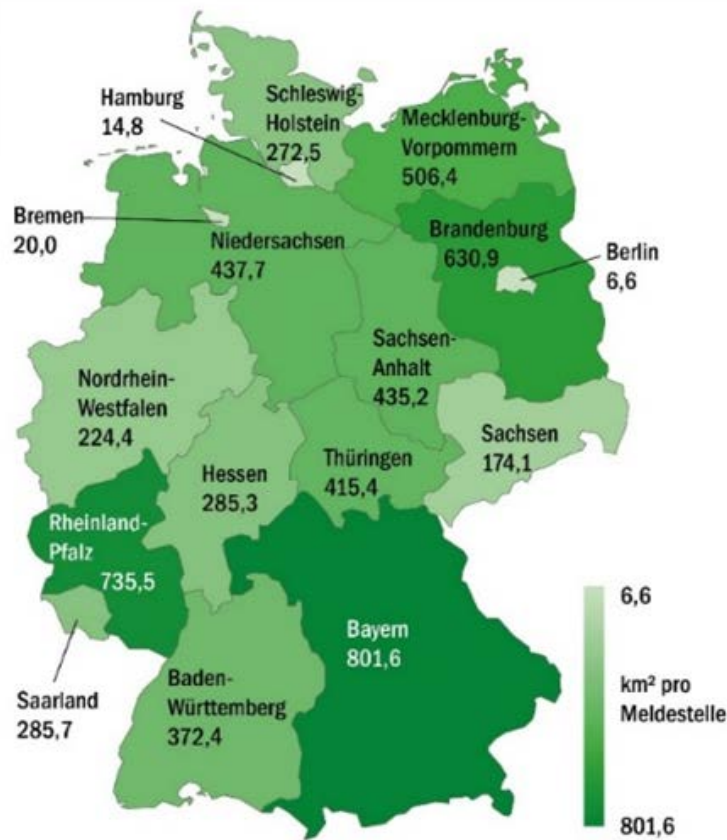 Hamburg
14,8
Schleswig-
Holstein
272,5
Mecklenburg-
Vorpommern
506,4
Bremen
20,0
Niedersachsen
437,7
Brandenburg
630,9
Berlin
6,6
Sachsen-
Anhalt
435,2
Nordrhein-
Westfalen
224,4
Sachsen
174,1
Hessen
285,3
Thüringen
415,4
Rheinland-
Pfalz
735,5
Bayern
801,6
Saarland
285,7
Baden-
Württemberg
372,4
6,6
km² pro
Meldestelle
801,6